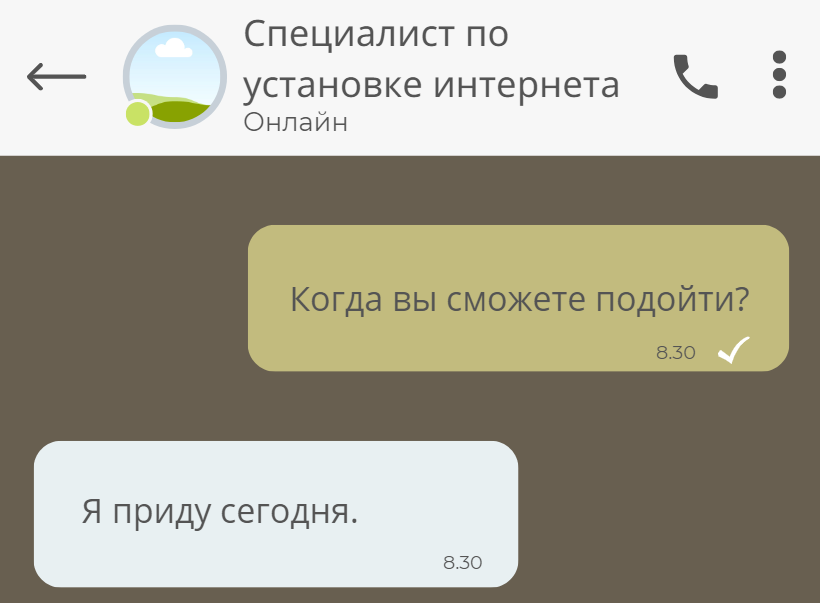 Специалист по
установке интернета
Онлайн
Когда вы сможете подойти?
8.30
Я приду сегодня.
8.30